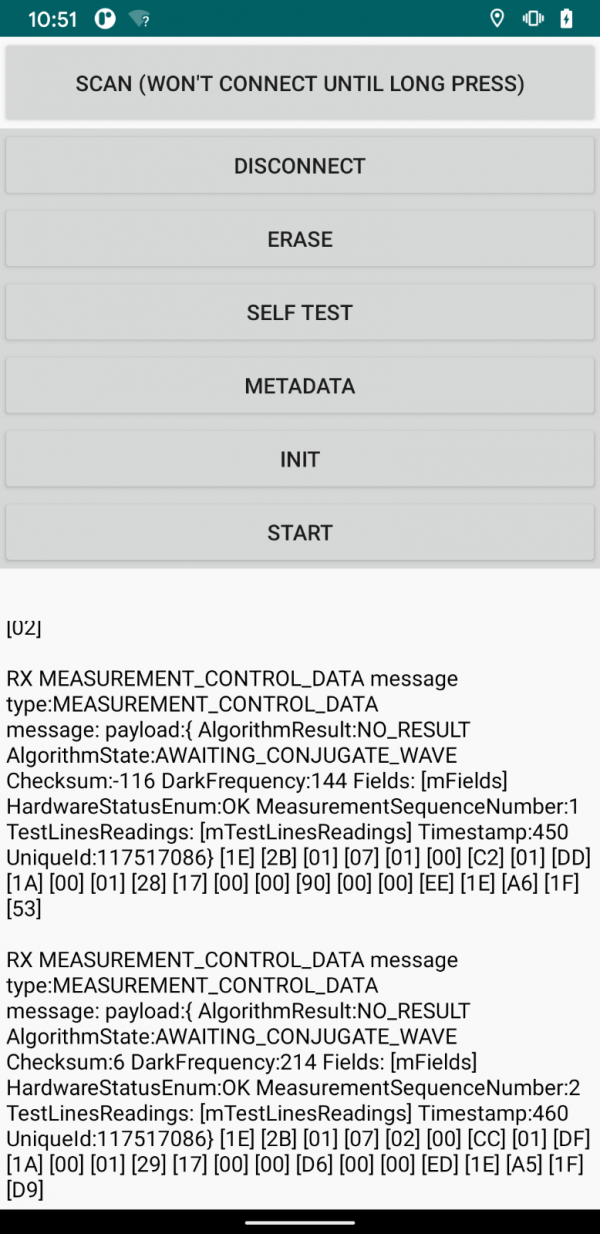 10:51
?
SCAN (WON'T CONNECT UNTIL LONG PRESS)
DISCONNECT
ERASE
SELF TEST
METADATA
INIT
START
[02]
RX MEASUREMENT_CONTROL_DATA message
type:MEASUREMENT_CONTROL_DATA
message: payload:{ AlgorithmResult:NO_RESULT
AlgorithmState:AWAITING_CONJUGATE_WAVE
Checksum:-116 DarkFrequency:144 Fields: [mFields]
HardwareStatusEnum:OK MeasurementSequenceNumber:1
TestLinesReadings: [mTestLinesReadings] Timestamp:450
UniqueId:117517086} [1E] [2B] [01] [07] [01] [00] [C2] [01] [DD]
[1A] [00] [01] [28] [17] [00] [00] [90] [00] [00] [EE] [1E] [A6] [1F]
[53]
RX MEASUREMENT_CONTROL_DATA message
type:MEASUREMENT_CONTROL_DATA
message: payload:{ AlgorithmResult:NO_RESULT
AlgorithmState:AWAITING_CONJUGATE_WAVE
Checksum:6 DarkFrequency:214 Fields: [mFields]
HardwareStatusEnum:OK MeasurementSequenceNumber:2
TestLinesReadings: [mTestLinesReadings] Timestamp:460
UniqueId:117517086} [1E] [2B] [01] [07] [02] [00] [CC] [01] [DF]
[1A] [00] [01] [29] [17] [00] [00] [D6] [00] [00] [ED] [1E] [A5] [1F]
[D9]